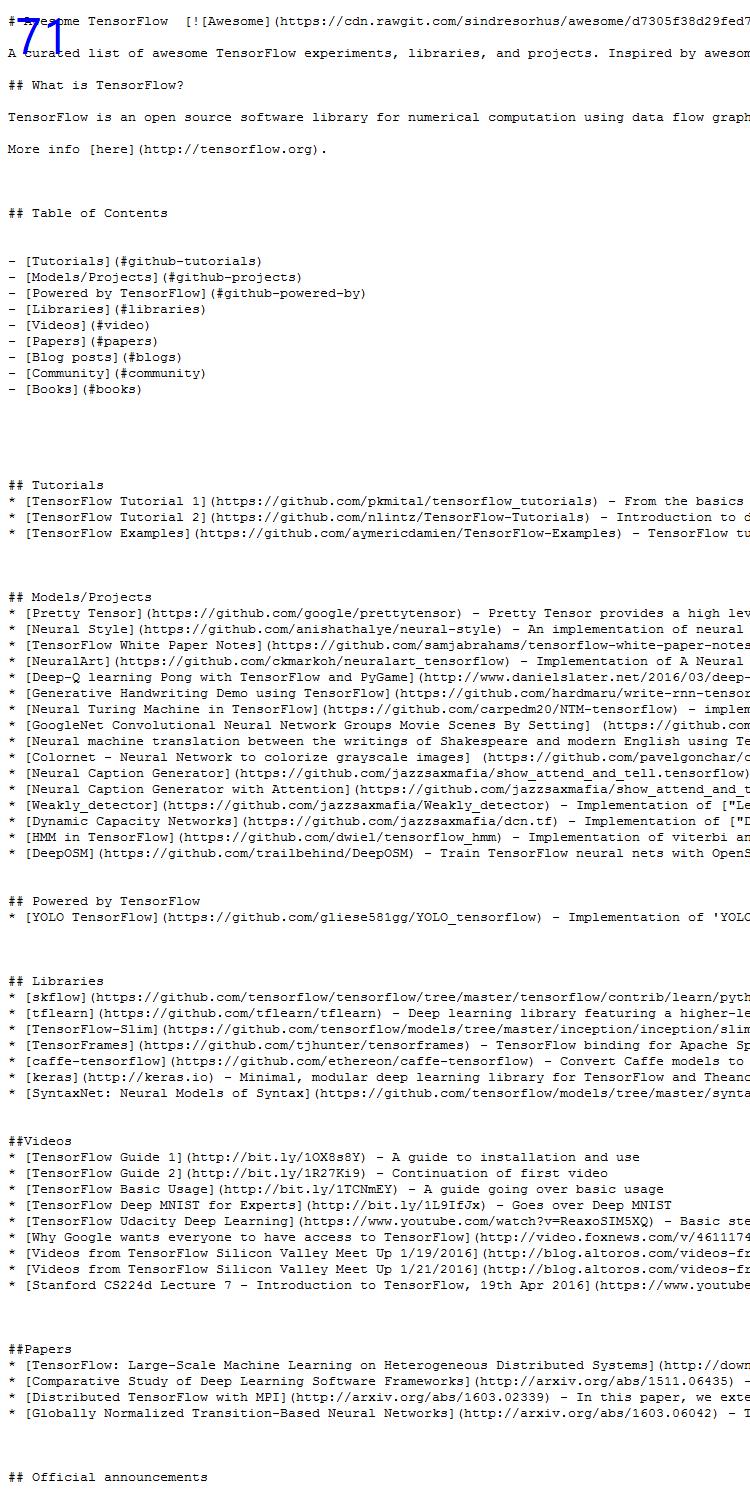 71
# Awesome TensorFlow  [![Awesome](https://cdn.rawgit.com/sindresorhus/awesome/d7305f38d29fed7
A curated list of awesome TensorFlow experiments, libraries, and projects. Inspired by awesom
## What is TensorFlow?
TensorFlow is an open source software library for numerical computation using data flow graph
More info [here](http://tensorflow.org).
## Table of Contents
- [Tutorials](#github-tutorials)
- [Models/Projects](#github-projects)
- [Powered by TensorFlow](#github-powered-by)
- [Libraries](#libraries)
- [Videos](#video)
- [Papers](#papers)
- [Blog posts](#blogs)
- [Community](#community)
- [Books](#books)
## Tutorials
* [TensorFlow Tutorial 1](https://github.com/pkmital/tensorflow_tutorials) - From the basics
* [TensorFlow Tutorial 2](https://github.com/nlintz/TensorFlow-Tutorials) - Introduction to d
* [TensorFlow Examples](https://github.com/aymericdamien/TensorFlow-Examples) - TensorFlow tu
## Models/Projects
* [Pretty Tensor](https://github.com/google/prettytensor) - Pretty Tensor provides a high lev
* [Neural Style](https://github.com/anishathalye/neural-style) - An implementation of neural
* [TensorFlow White Paper Notes](https://github.com/samjabrahams/tensorflow-white-paper-notes
* [NeuralArt](https://github.com/ckmarkoh/neuralart_tensorflow) - Implementation of A Neural
* [Deep-Q learning Pong with TensorFlow and PyGame](http://www.danielslater.net/2016/03/deep-
* [Generative Handwriting Demo using TensorFlow](https://github.com/hardmaru/write-rnn-tensor
* [Neural Turing Machine in TensorFlow](https://github.com/carpedm20/NTM-tensorflow) - implem
* [GoogleNet Convolutional Neural Network Groups Movie Scenes By Setting] (https://github.com
* [Neural machine translation between the writings of Shakespeare and modern English using Te
* [Colornet - Neural Network to colorize grayscale images] (https://github.com/pavelgonchar/c
* [Neural Caption Generator](https://github.com/jazzsaxmafia/show_attend_and_tell.tensorflow)
* [Neural Caption Generator with Attention](https://github.com/jazzsaxmafia/show_attend_and_t
* [Weakly_detector](https://github.com/jazzsaxmafia/Weakly_detector) - Implementation of ["Le
* [Dynamic Capacity Networks](https://github.com/jazzsaxmafia/dcn.tf) - Implementation of ["D
* [HMM in TensorFlow](https://github.com/dwiel/tensorflow_hmm) - Implementation of viterbi an
* [DeepOSM](https://github.com/trailbehind/DeepOSM) - Train TensorFlow neural nets with OpenS
## Powered by TensorFlow
* [YOLO TensorFlow](https://github.com/gliese581gg/YOLO_tensorflow) - Implementation of 'YOLO
## Libraries
* [skflow](https://github.com/tensorflow/tensorflow/tree/master/tensorflow/contrib/learn/pyth
* [tflearn](https://github.com/tflearn/tflearn) - Deep learning library featuring a higher-le
* [TensorFlow-Slim](https://github.com/tensorflow/models/tree/master/inception/inception/slim
* [TensorFrames](https://github.com/tjhunter/tensorframes) - TensorFlow binding for Apache Sp
* [caffe-tensorflow](https://github.com/ethereon/caffe-tensorflow) - Convert Caffe models to
* [keras](http://keras.io) - Minimal, modular deep learning library for TensorFlow and Theano
* [SyntaxNet: Neural Models of Syntax](https://github.com/tensorflow/models/tree/master/synta
##Videos
* [TensorFlow Guide 1](http://bit.ly/1OX8s8Y) - A guide to installation and use
* [TensorFlow Guide 2](http://bit.ly/1R27Ki9) - Continuation of first video
* [TensorFlow Basic Usage](http://bit.ly/1TCNmEY) - A guide going over basic usage
* [TensorFlow Deep MNIST for Experts](http://bit.ly/1L9IfJx) - Goes over Deep MNIST
* [TensorFlow Udacity Deep Learning](https://www.youtube.com/watch?v=ReaxoSIM5XQ) - Basic ste
* [Why Google wants everyone to have access to TensorFlow](http://video.foxnews.com/v/4611174
* [Videos from TensorFlow Silicon Valley Meet Up 1/19/2016](http://blog.altoros.com/videos-fr
* [Videos from TensorFlow Silicon Valley Meet Up 1/21/2016](http://blog.altoros.com/videos-fr
* [Stanford CS224d Lecture 7 - Introduction to TensorFlow, 19th Apr 2016](https://www.youtube
##Papers
* [TensorFlow: Large-Scale Machine Learning on Heterogeneous Distributed Systems](http://down
* [Comparative Study of Deep Learning Software Frameworks](http://arxiv.org/abs/1511.06435) -
* [Distributed TensorFlow with MPI](http://arxiv.org/abs/1603.02339) - In this paper, we exte
* [Globally Normalized Transition-Based Neural Networks](http://arxiv.org/abs/1603.06042) - T
## Official announcements